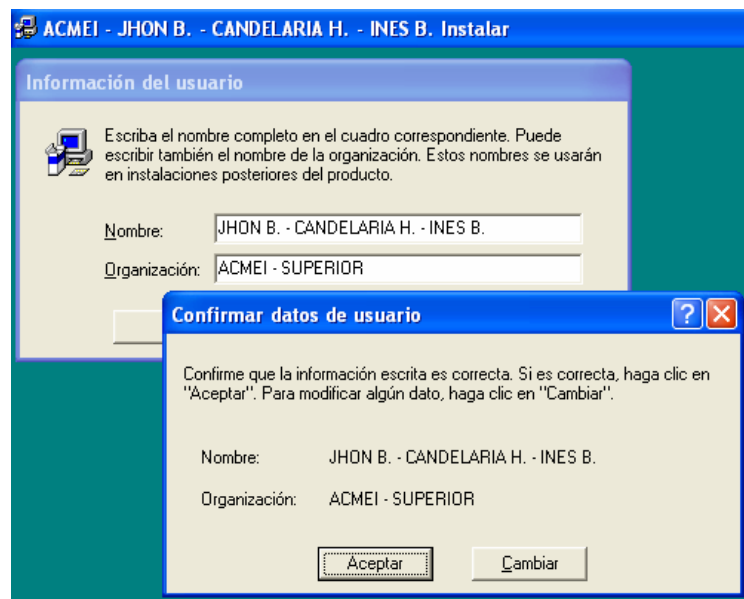 ACMEI - JHON B. - CANDELARIA H. - INES B. Instalar
Información del usuario
Escriba el nombre completo en el cuadro correspondiente. Puede
escribir también el nombre de la organización. Estos nombres se usarán
en instalaciones posteriores del producto.
Nombre: JHON B. - CANDELARIA H. - INES B.
Organización: ACMEI - SUPERIOR
Confirmar datos de usuario
Confirme que la información escrita es correcta. Si es correcta, haga clic en
"Aceptar". Para modificar algún dato, haga clic en "Cambiar".
Nombre: JHON B. - CANDELARIA H. - INES B.
Organización: ACMEI - SUPERIOR
Aceptar Cambiar